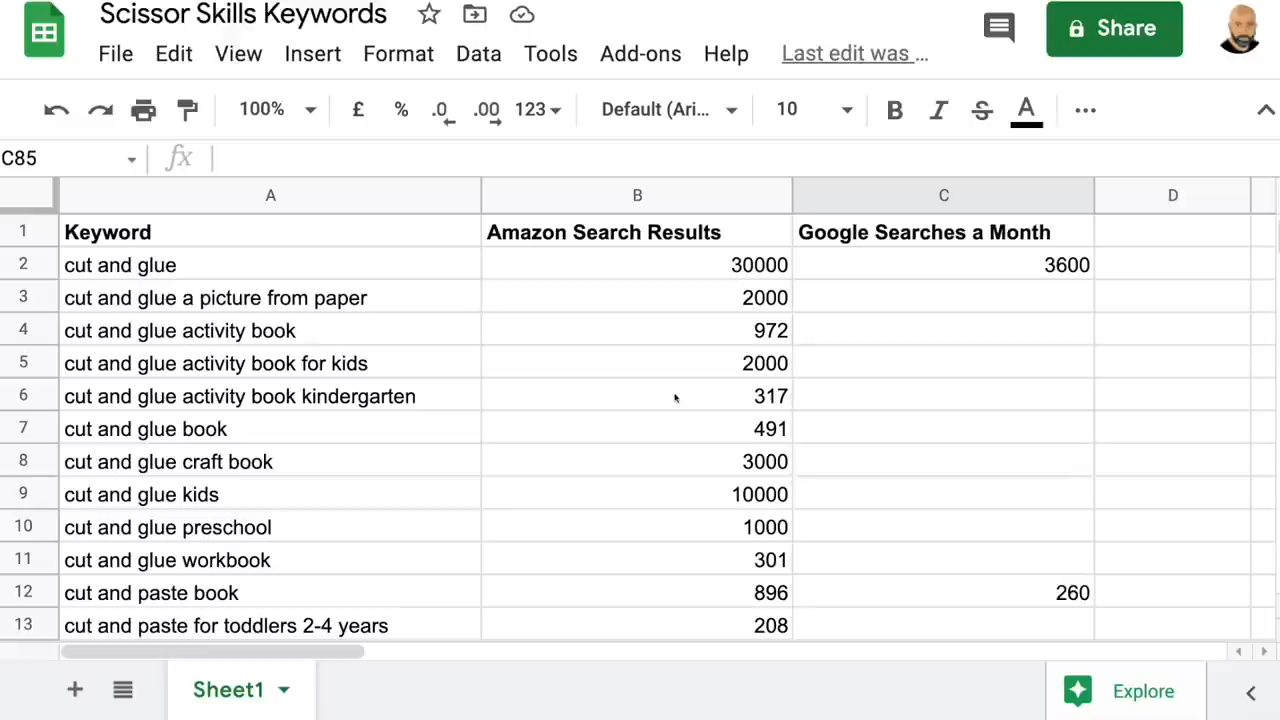 Scissor Skills Keywords
File Edit View Insert Format Data Tools Add-ons Help Last edit was ... Share
100% £ % .0 .00 123 Default (Ari... 10 B I S A ...
C85 fx
A B C D
1 Keyword Amazon Search Results Google Searches a Month
2 cut and glue 30000 3600
3 cut and glue a picture from paper 2000
4 cut and glue activity book 972
5 cut and glue activity book for kids 2000
6 cut and glue activity book kindergarten 317
7 cut and glue book 491
8 cut and glue craft book 3000
9 cut and glue kids 10000
10 cut and glue preschool 1000
11 cut and glue workbook 301
12 cut and paste book 896 260
13 cut and paste for toddlers 2-4 years 208
Sheet1 Explore